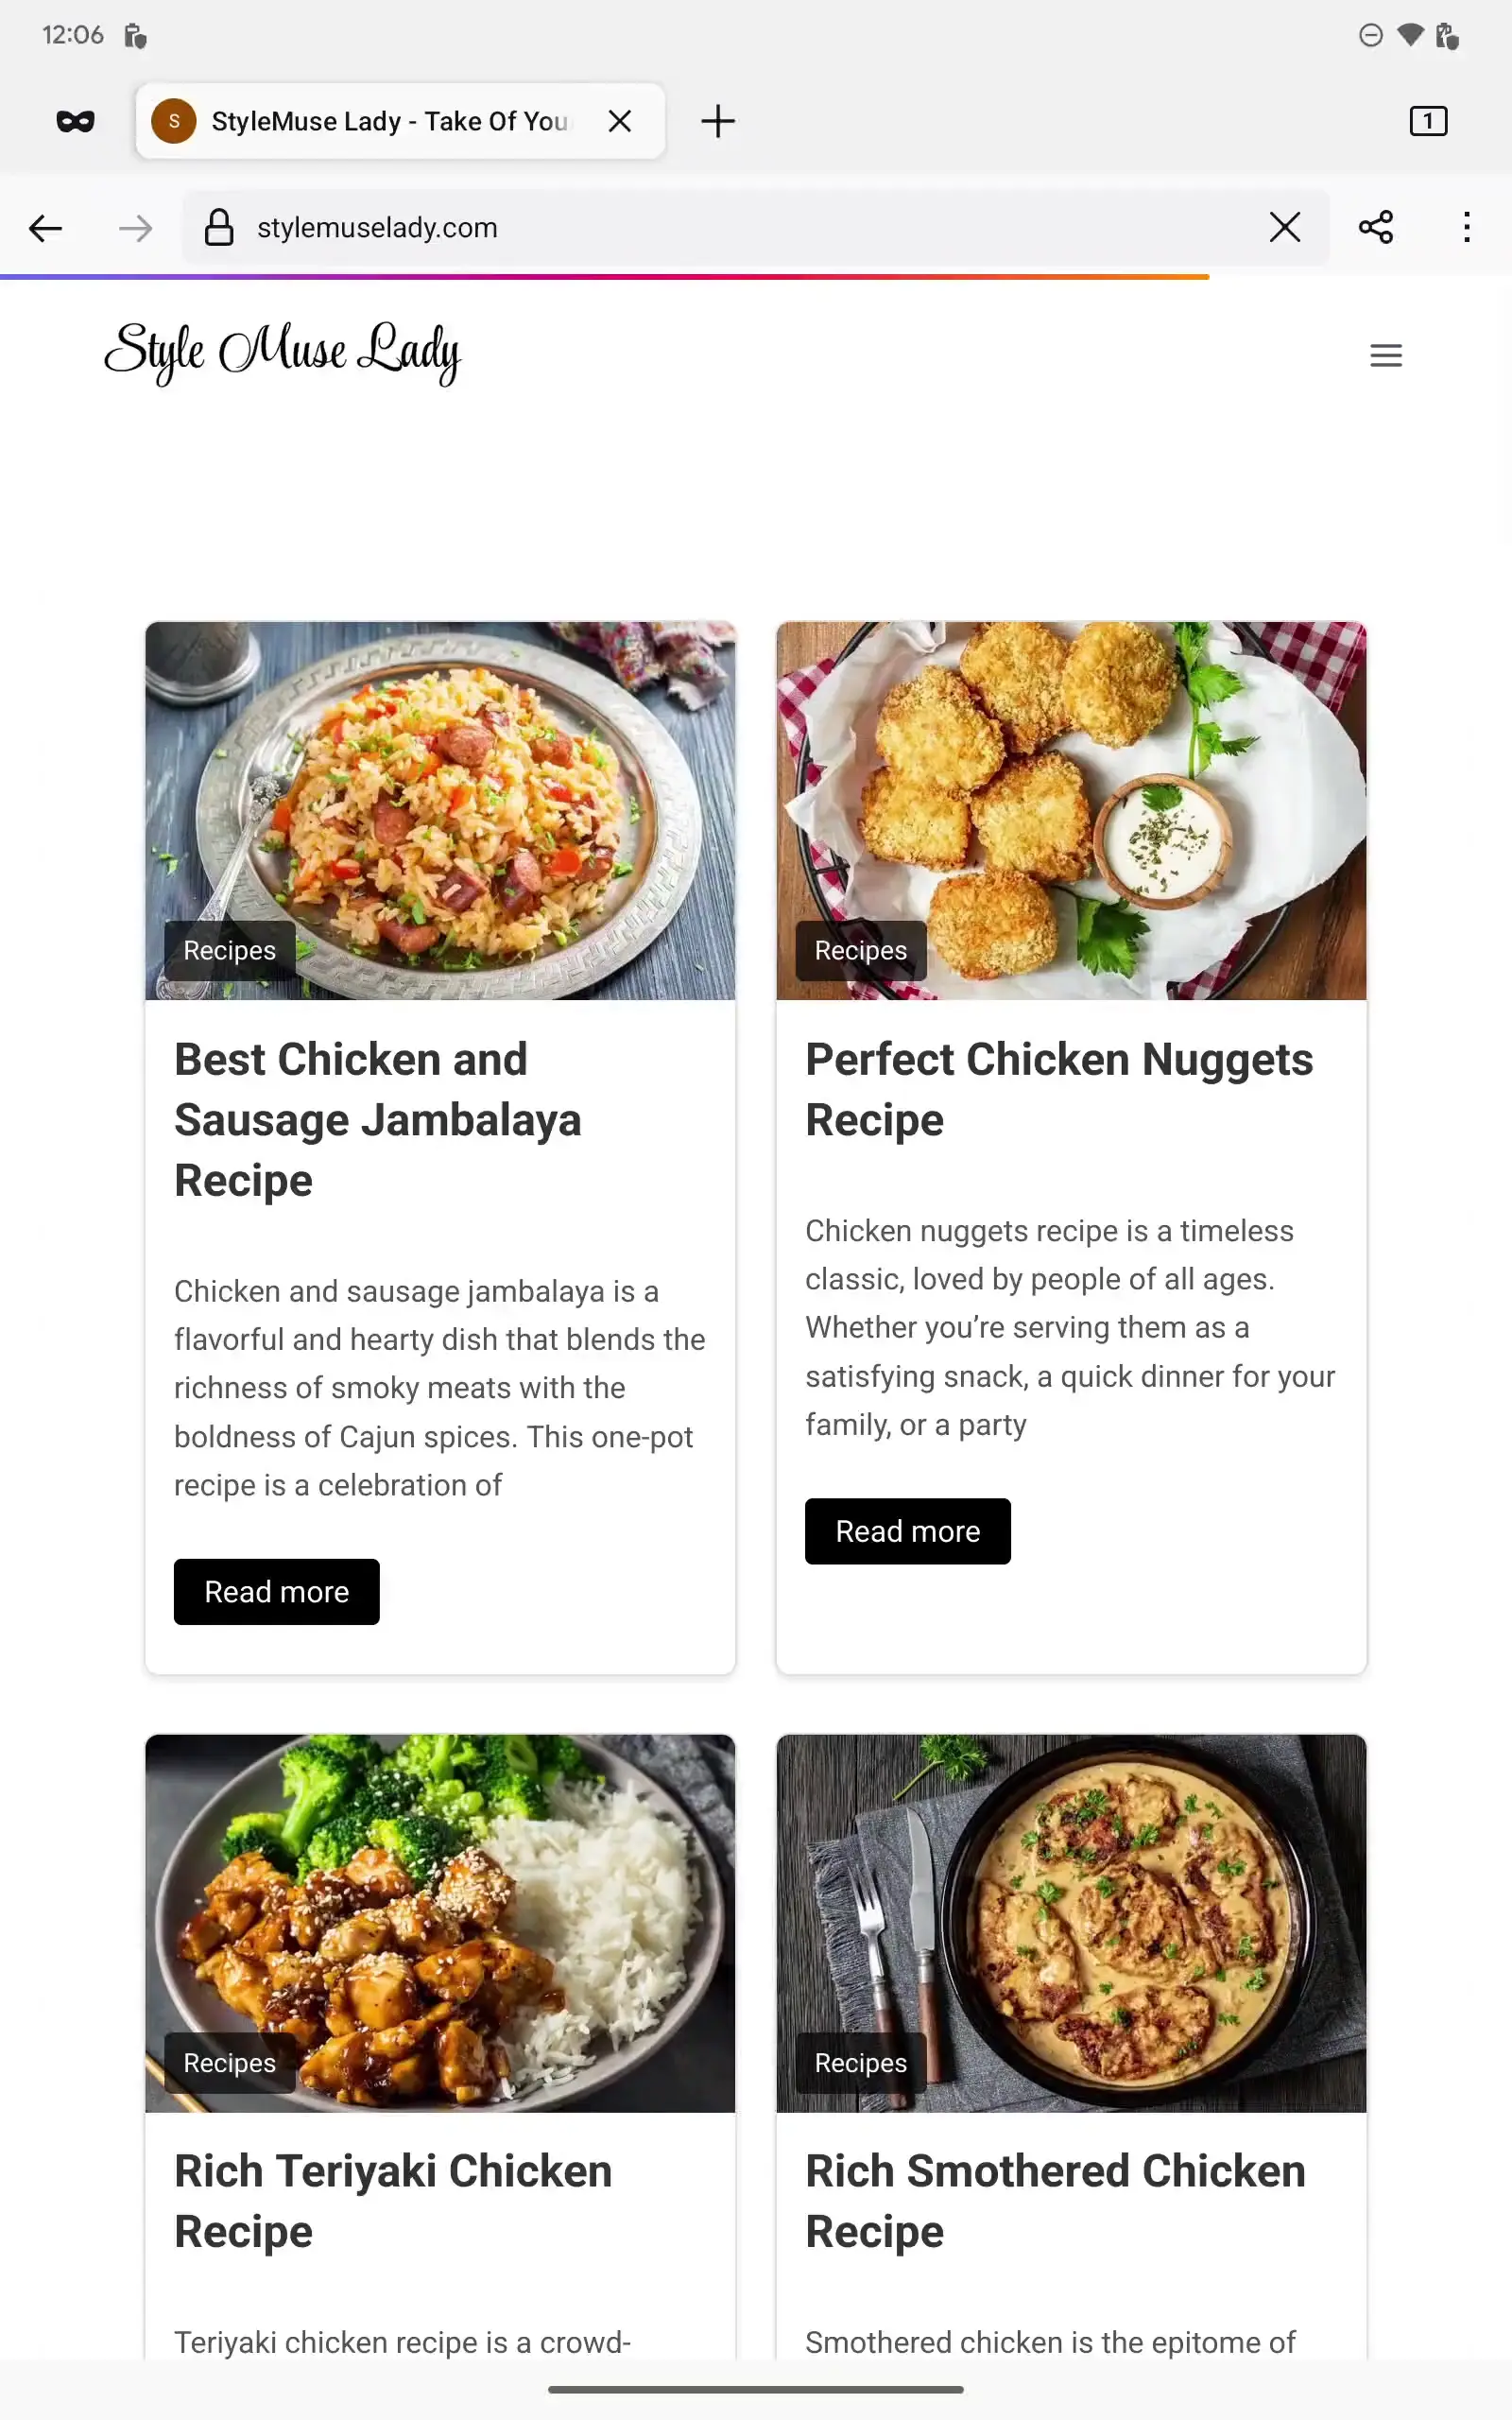 12:06
S StyleMuse Lady - Take Of You
1
stylemuselady.com
Style Muse Lady
Recipes
Best Chicken and
Sausage Jambalaya
Recipe
Chicken and sausage jambalaya is a
flavorful and hearty dish that blends the
richness of smoky meats with the
boldness of Cajun spices. This one-pot
recipe is a celebration of
Read more
Recipes
Perfect Chicken Nuggets
Recipe
Chicken nuggets recipe is a timeless
classic, loved by people of all ages.
Whether you’re serving them as a
satisfying snack, a quick dinner for your
family, or a party
Read more
Recipes
Rich Teriyaki Chicken
Recipe
Teriyaki chicken recipe is a crowd-
Recipes
Rich Smothered Chicken
Recipe
Smothered chicken is the epitome of